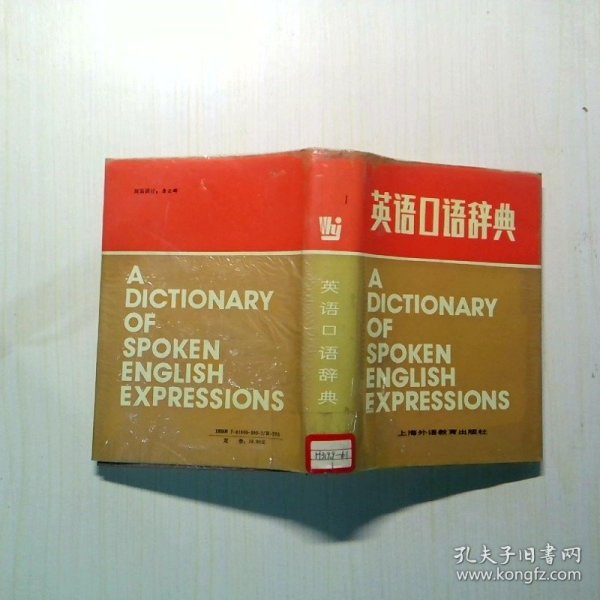 A
DICTIONARY
OF
SPOKEN
ENGLISH
EXPRESSIONS
英语口语辞典
英语口语辞典
A
DICTIONARY
OF
SPOKEN
ENGLISH
EXPRESSIONS
上海外语教育出版社
孔夫子旧书网
www.kongfz.com